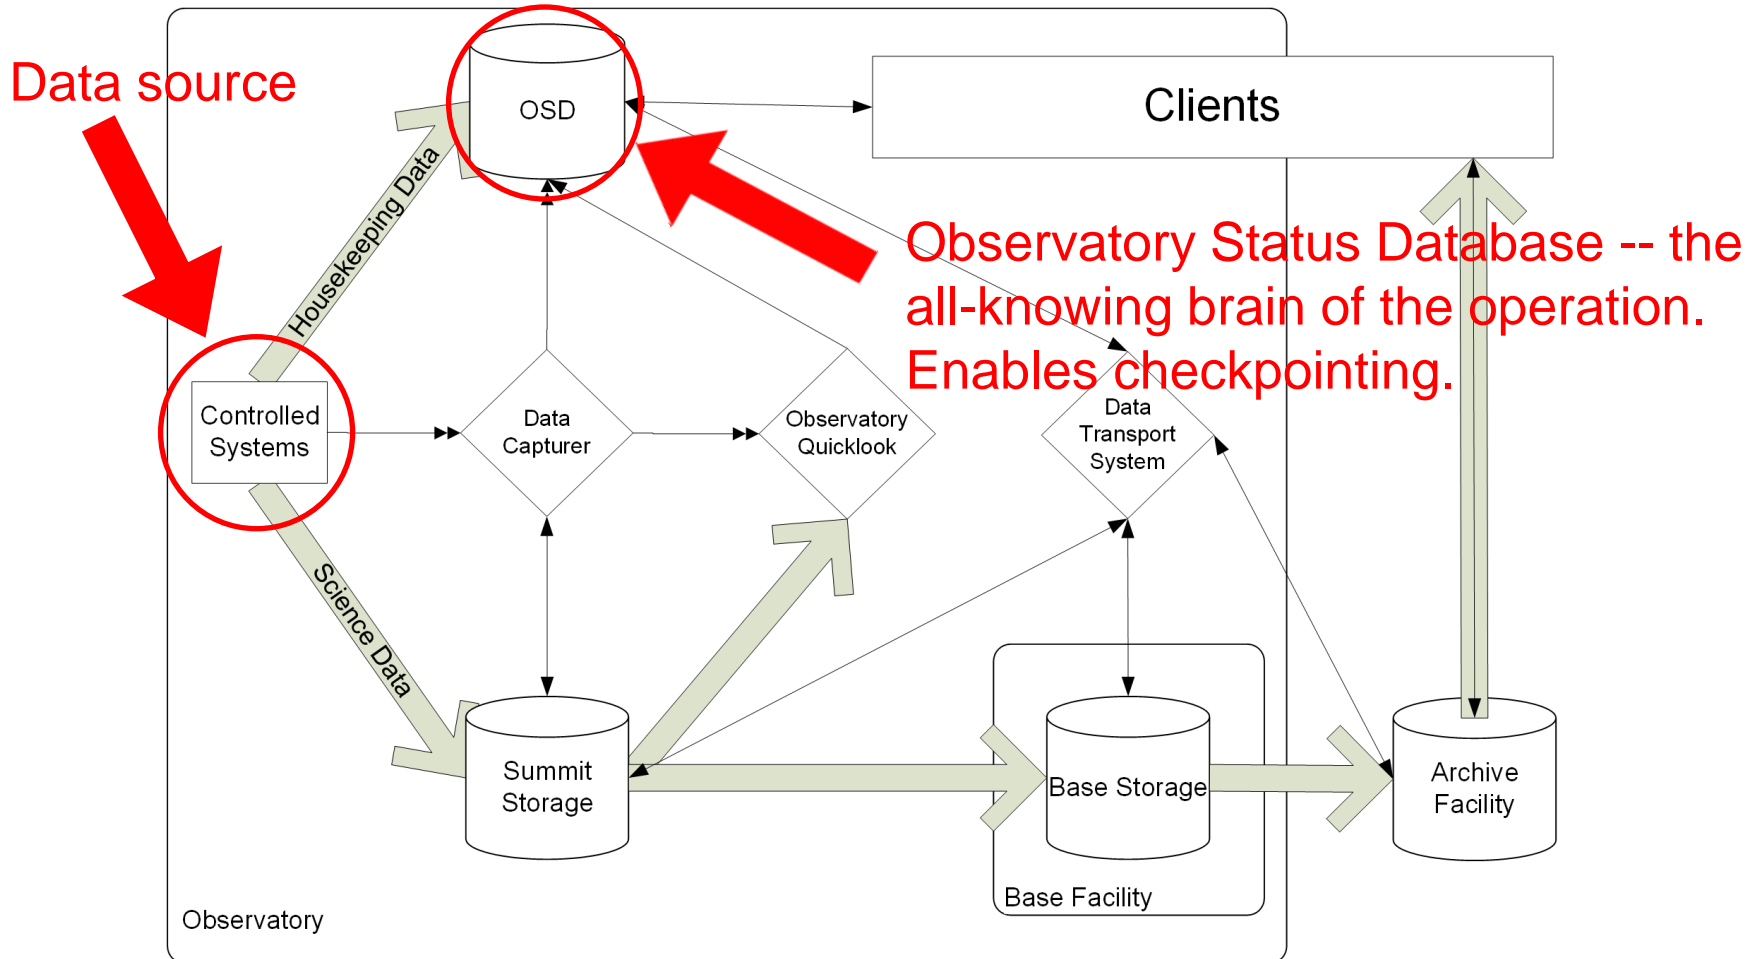 Data source
OSD
Clients
Housekeeping Data
Observatory Status Database -- the
all-knowing brain of the operation.
Enables checkpointing.
Controlled
Systems
Data
Capturer
Observatory
Quicklook
Data
Transport
System
Science Data
Summit
Storage
Base Storage
Archive
Facility
Base Facility
Observatory